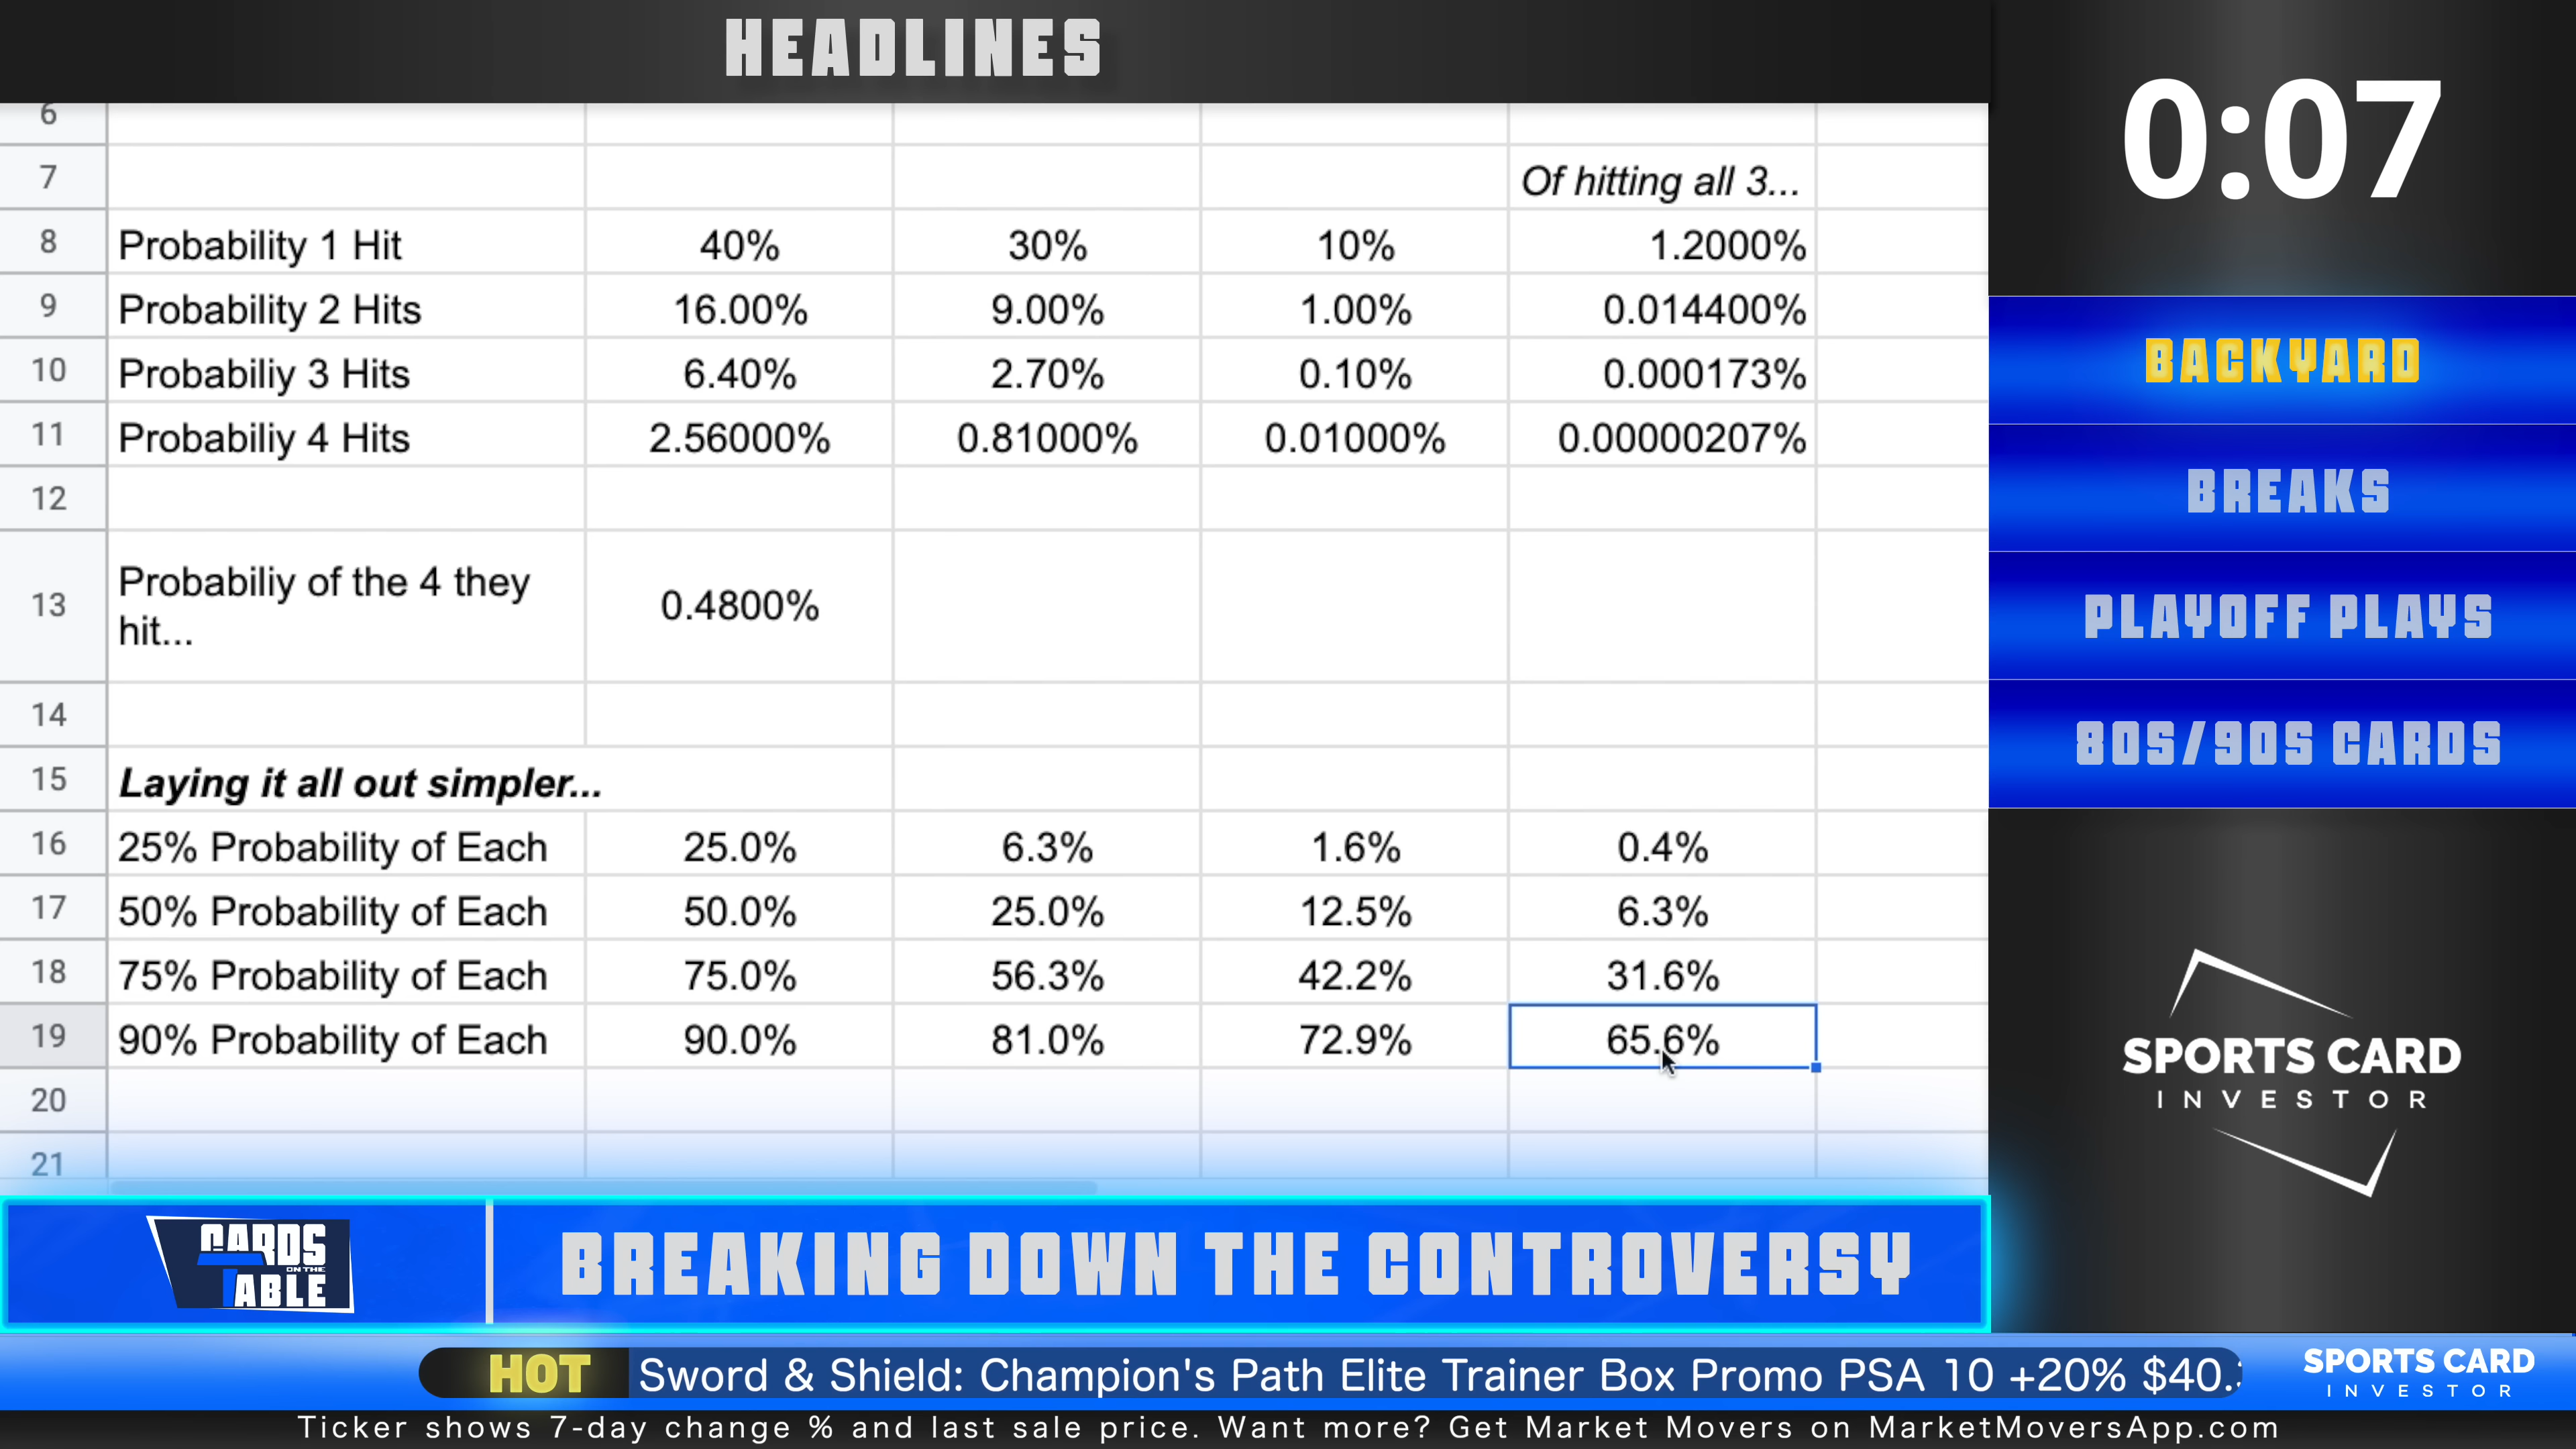 HEADLINES
0:07
6
7 Of hitting all 3...
8 Probability 1 Hit 40% 30% 10% 1.2000%
9 Probability 2 Hits 16.00% 9.00% 1.00% 0.014400%
10 Probabiliy 3 Hits 6.40% 2.70% 0.10% 0.000173%
11 Probabiliy 4 Hits 2.56000% 0.81000% 0.01000% 0.00000207%
12
13 Probabiliy of the 4 they
hit... 0.4800%
14
15 Laying it all out simpler...
16 25% Probability of Each 25.0% 6.3% 1.6% 0.4%
17 50% Probability of Each 50.0% 25.0% 12.5% 6.3%
18 75% Probability of Each 75.0% 56.3% 42.2% 31.6%
19 90% Probability of Each 90.0% 81.0% 72.9% 65.6%
20
21
BACKYARD
BREAKS
PLAYOFF PLAYS
80S/90S CARDS
SPORTS CARD
INVESTOR
CARDS
ON THE
TABLE
BREAKING DOWN THE CONTROVERSY
HOT Sword & Shield: Champion's Path Elite Trainer Box Promo PSA 10 +20% $40.
SPORTS CARD
INVESTOR
Ticker shows 7-day change % and last sale price. Want more? Get Market Movers on MarketMoversApp.com